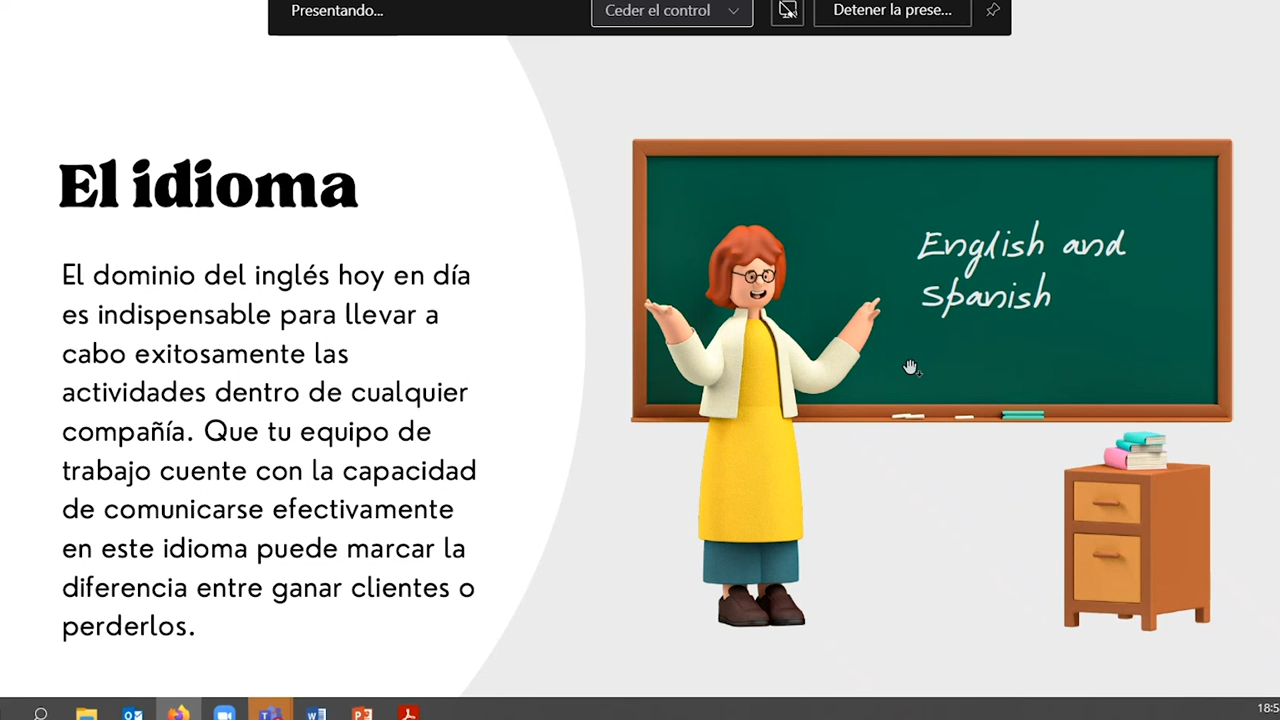 Presentando...
Ceder el control
Detener la prese...
El idioma
El dominio del inglés hoy en día
es indispensable para llevar a
cabo exitosamente las
actividades dentro de cualquier
compañía. Que tu equipo de
trabajo cuente con la capacidad
de comunicarse efectivamente
en este idioma puede marcar la
diferencia entre ganar clientes o
perderlos.
English and
Spanish